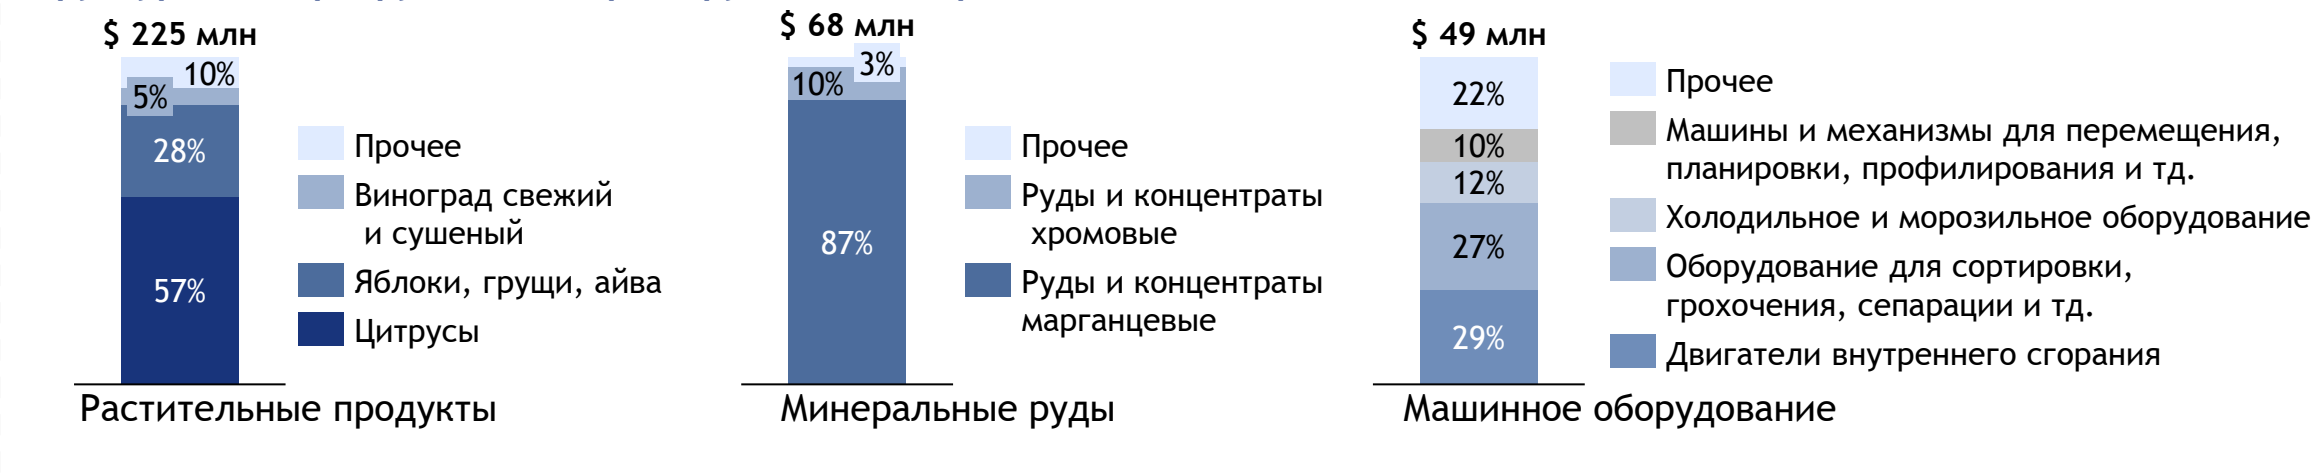 $ 225 млн
10%
5%
28%
57%
Прочее
Виноград свежий
и сушеный
Яблоки, грущи, айва
Цитрусы
Растительные продукты
$ 68 млн
3%
10%
87%
Прочее
Руды и концентраты
хромовые
Руды и концентраты
марганцевые
Минеральные руды
$ 49 млн
22%
10%
12%
27%
29%
Прочее
Машины и механизмы для перемещения,
планировки, профилирования и тд.
Холодильное и морозильное оборудование
Оборудование для сортировки,
грохочения, сепарации и тд.
Двигатели внутреннего сгорания
Машинное оборудование